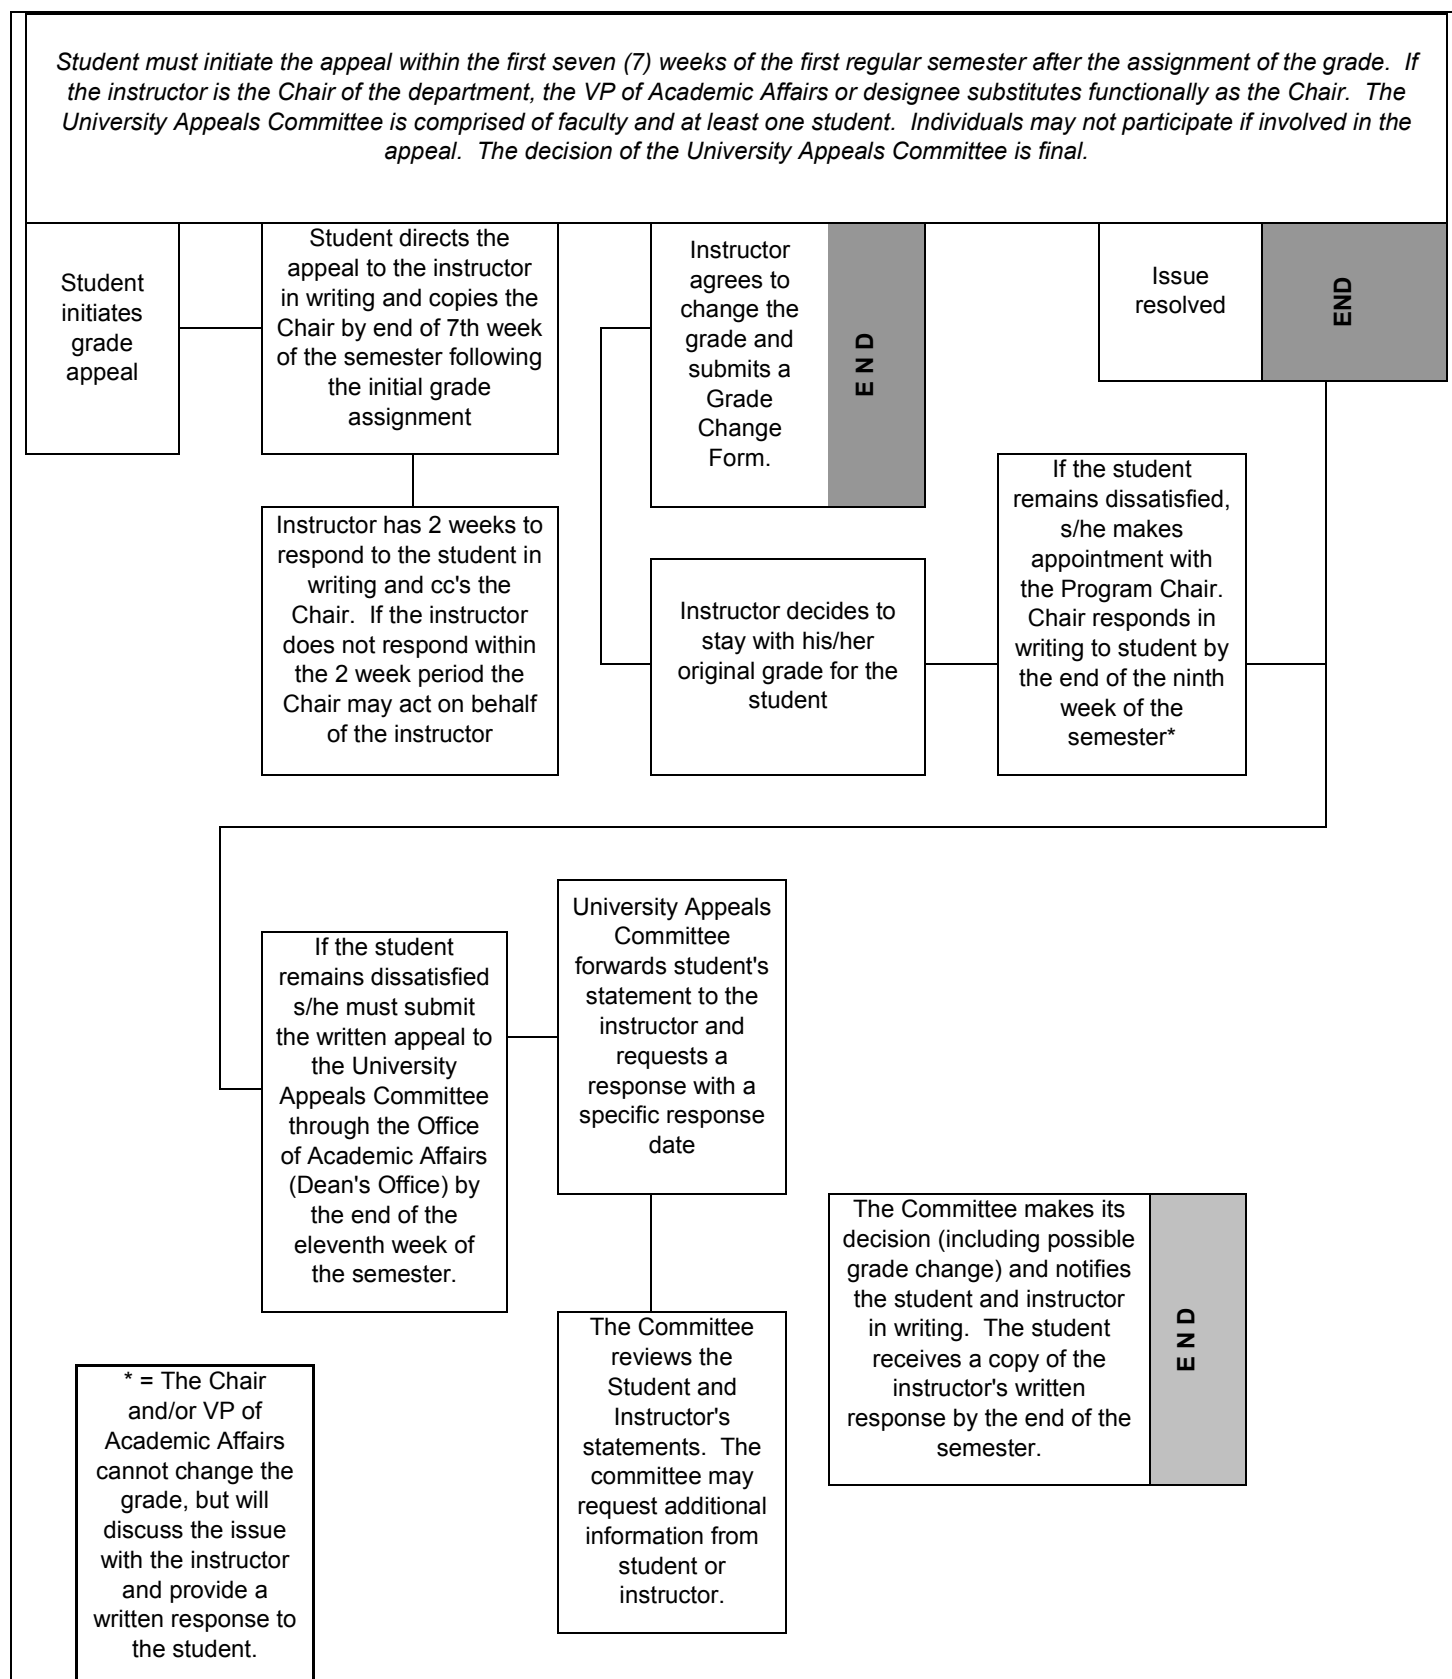 Student must initiate the appeal within the first seven (7) weeks of the first regular semester after the assignment of the grade.  If
the instructor is the Chair of the department, the VP of Academic Affairs or designee substitutes functionally as the Chair.  The
University Appeals Committee is comprised of faculty and at least one student.  Individuals may not participate if involved in the
appeal.  The decision of the University Appeals Committee is final.
Student
initiates
grade
appeal
Student directs the
appeal to the instructor
in writing and copies the
Chair by end of 7th week
of the semester following
the initial grade
assignment
Instructor
agrees to
change the
grade and
submits a
Grade
Change
Form.
E N D
Issue
resolved
END
Instructor has 2 weeks to
respond to the student in
writing and cc's the
Chair.  If the instructor
does not respond within
the 2 week period the
Chair may act on behalf
of the instructor
Instructor decides to
stay with his/her
original grade for the
student
If the student
remains dissatisfied,
s/he makes
appointment with
the Program Chair.
Chair responds in
writing to student by
the end of the ninth
week of the
semester*
If the student
remains dissatisfied
s/he must submit
the written appeal to
the University
Appeals Committee
through the Office
of Academic Affairs
(Dean's Office) by
the end of the
eleventh week of
the semester.
University Appeals
Committee
forwards student's
statement to the
instructor and
requests a
response with a
specific response
date
The Committee
reviews the
Student and
Instructor's
statements.  The
committee may
request additional
information from
student or
instructor.
The Committee makes its
decision (including possible
grade change) and notifies
the student and instructor
in writing.  The student
receives a copy of the
instructor's written
response by the end of the
semester.
E N D
* = The Chair
and/or VP of
Academic Affairs
cannot change the
grade, but will
discuss the issue
with the instructor
and provide a
written response to
the student.